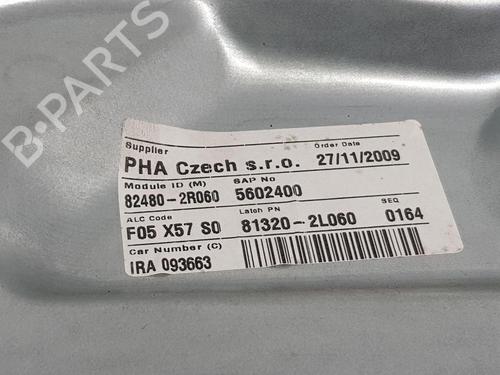 B-PARTS
Supplier Order Date
PHA Czech s.r.o. 27/11/2009
Module ID (M) SAP No
82480-2R060 5602400
ALC Code Latch PN SEQ
F05 X57 S0 81320-2L060 0164
Car Number (C)
IRA 093663
B-PARTS